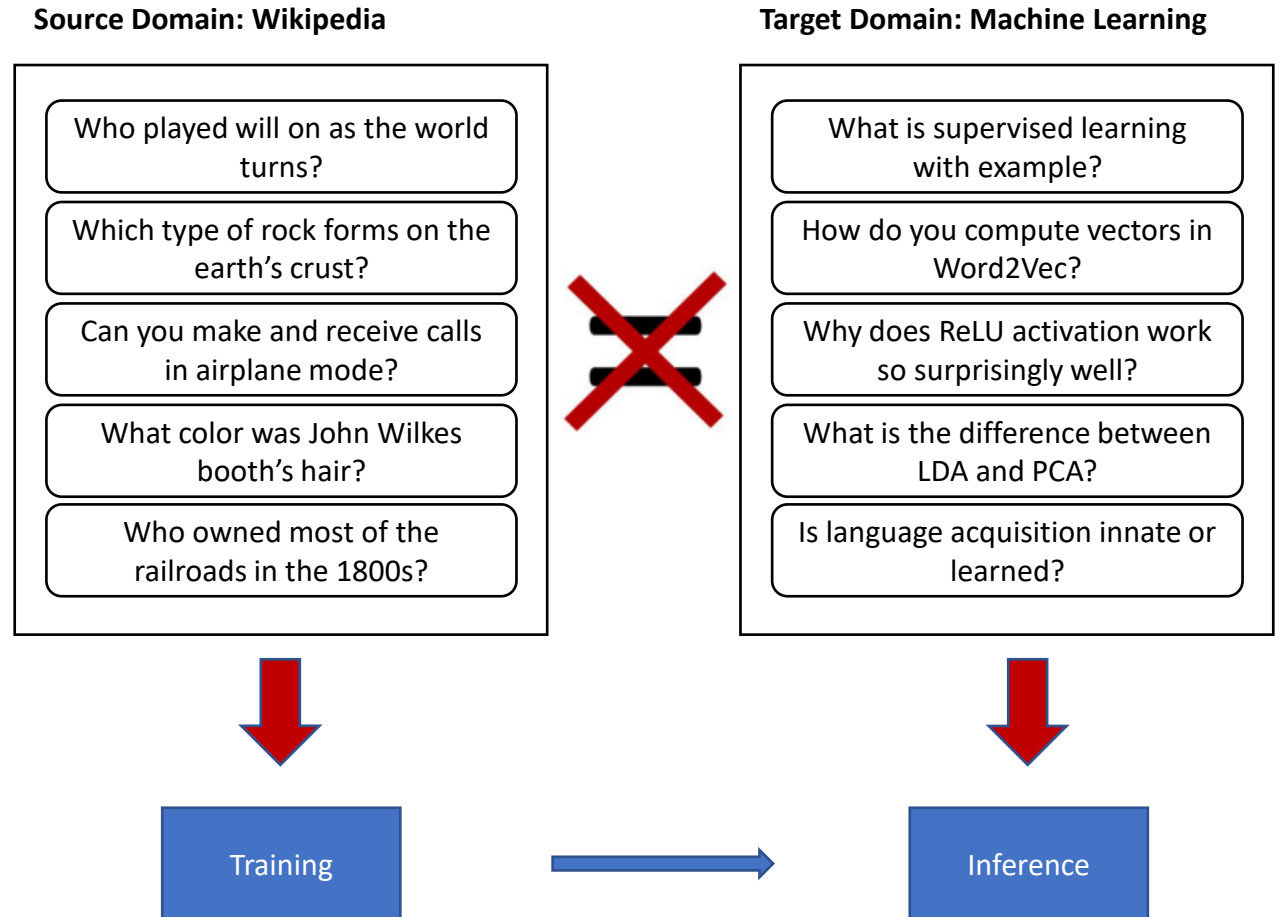 Source Domain: Wikipedia
Target Domain: Machine Learning
Who played will on as the world
turns?
Which type of rock forms on the
earth’s crust?
Can you make and receive calls
in airplane mode?
What color was John Wilkes
booth’s hair?
Who owned most of the
railroads in the 1800s?
What is supervised learning
with example?
How do you compute vectors in
Word2Vec?
Why does ReLU activation work
so surprisingly well?
What is the difference between
LDA and PCA?
Is language acquisition innate or
learned?
Training
Inference